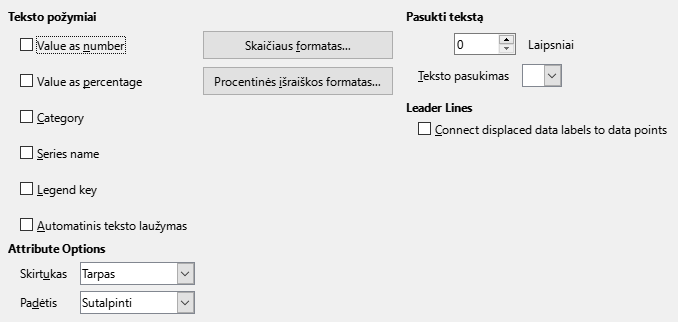 Teksto požymiai
Value as number
Skaičiaus formatas...
Value as percentage
Procentinės išraiškos formatas...
Category
Series name
Legend key
Automatinis teksto laužymas
Attribute Options
Skirtukas
Tarpas
Padėtis
Sutalpinti
Pasukti tekstą
0
Laipsniai
Teksto pasukimas
Leader Lines
Connect displaced data labels to data points